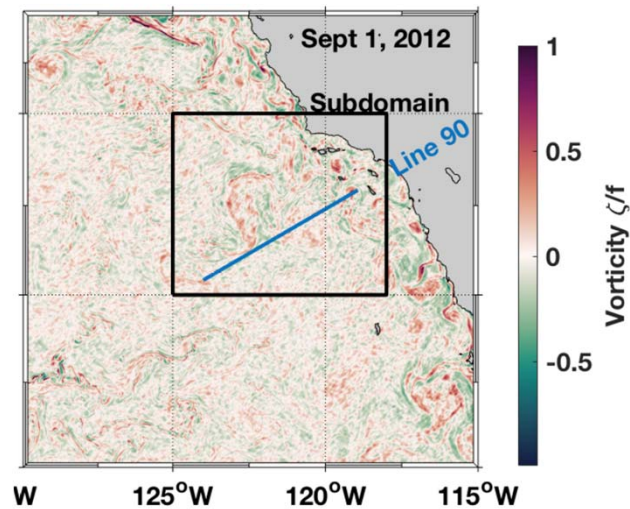 Sept 1, 2012
Subdomain
Line 90
1
0.5
0
-0.5
Vorticity ζ/f
W
125°W
120°W
115°W